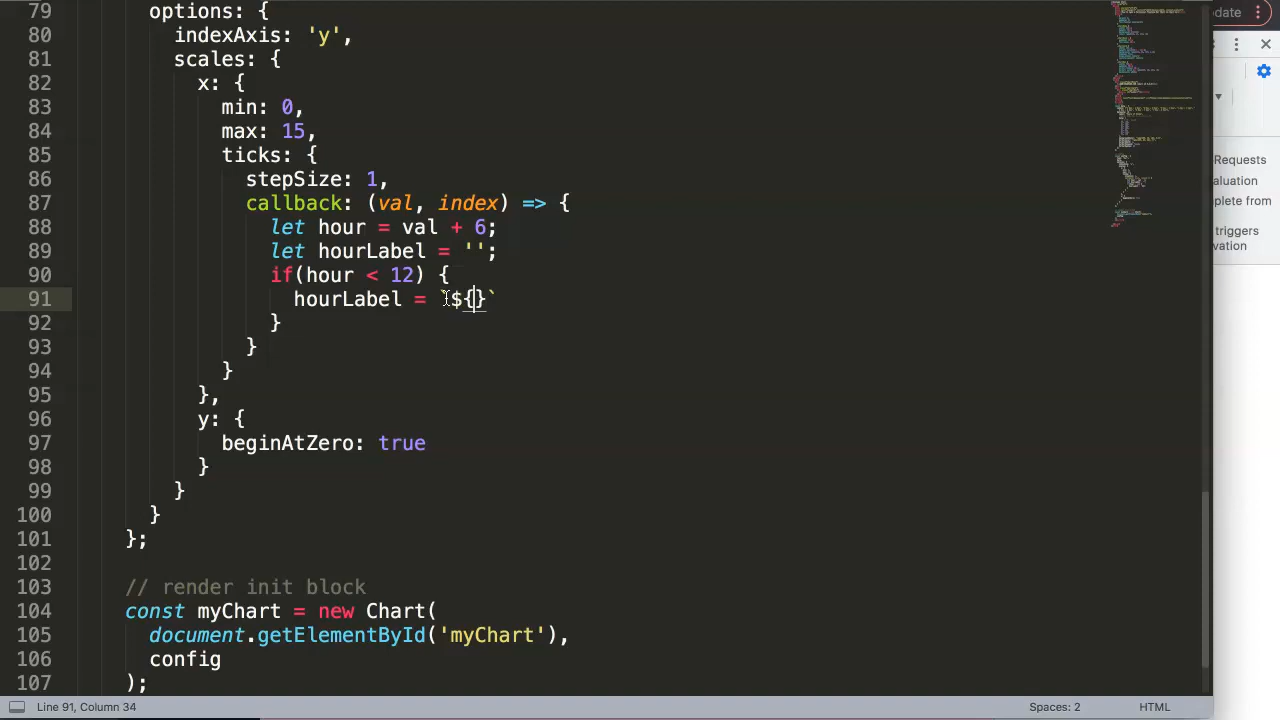 79 options: {
80 indexAxis: 'y',
81 scales: {
82 x: {
83 min: 0,
84 max: 15,
85 ticks: {
86 stepSize: 1,
87 callback: (val, index) => {
88 let hour = val + 6;
89 let hourLabel = '';
90 if(hour < 12) {
91 hourLabel = `${}`
92 }
93 }
94 }
95 },
96 y: {
97 beginAtZero: true
98 }
99 }
100 }
101 };
102
103 // render init block
104 const myChart = new Chart(
105 document.getElementById('myChart'),
106 config
107 );
Line 91, Column 34
Spaces: 2
HTML
date
Requests
aluation
plete from
triggers
vation